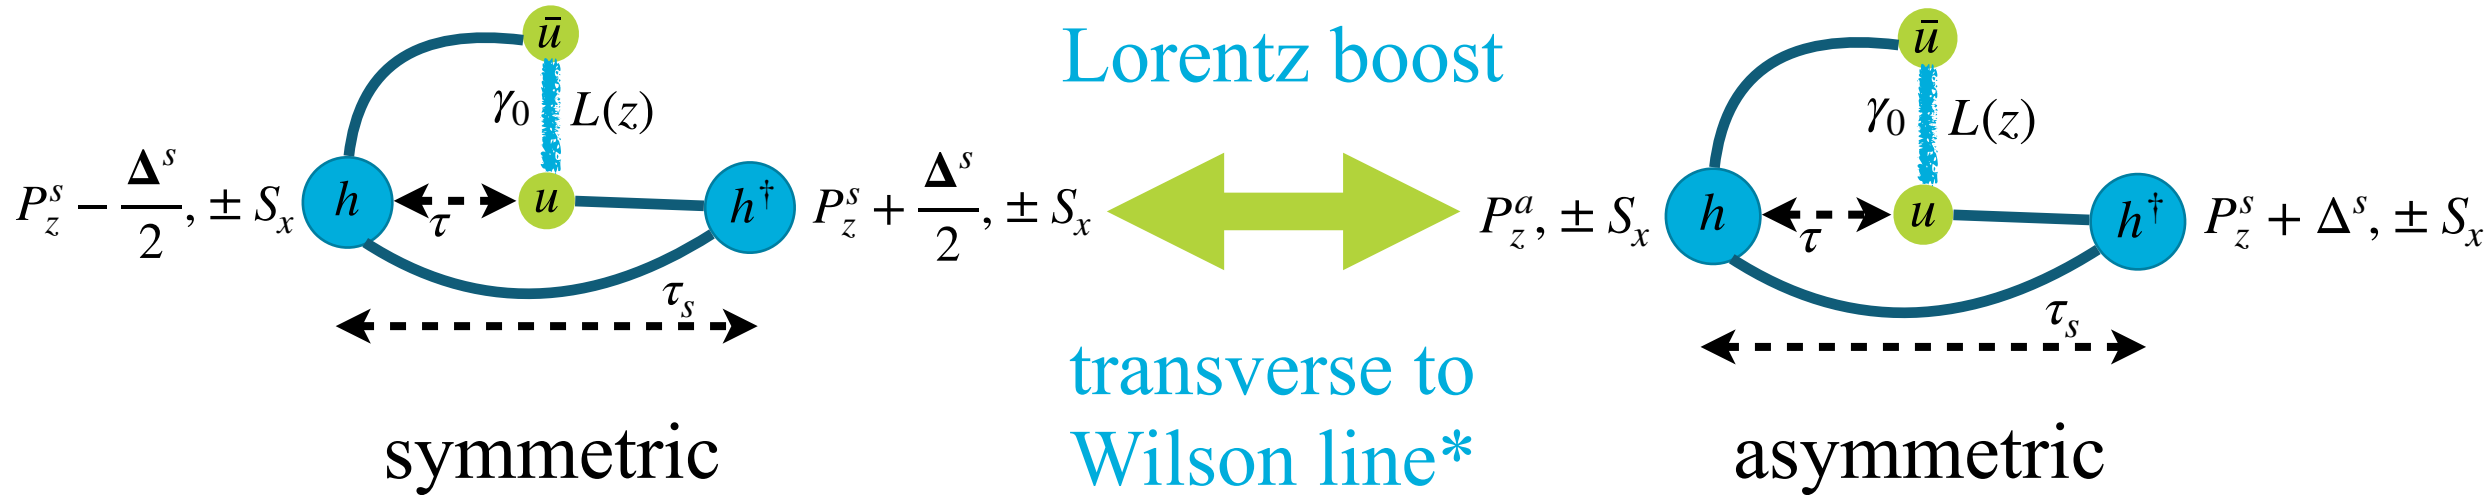 ū
γ₀ L(z)
P_z^s − Δ^s/2, ± S_x
h
τ
u
h†
P_z^s + Δ^s/2, ± S_x
τ_s
symmetric
Lorentz boost
transverse to
Wilson line*
ū
γ₀ L(z)
P_z^a, ± S_x
h
τ
u
h†
P_z^s + Δ^s, ± S_x
τ_s
asymmetric